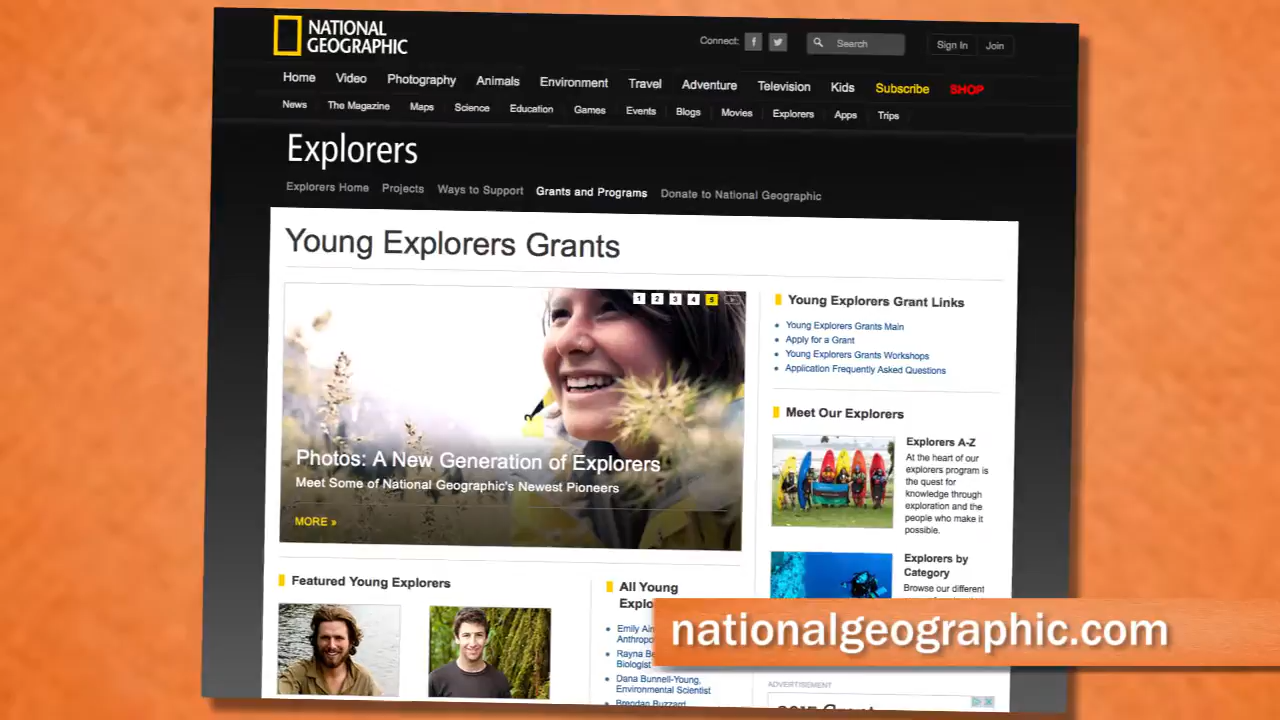 NATIONAL
GEOGRAPHIC
Connect:
Search
Sign In Join
Home Video Photography Animals Environment Travel Adventure Television Kids Subscribe SHOP
News The Magazine Maps Science Education Games Events Blogs Movies Explorers Apps Trips
Explorers
Explorers Home Projects Ways to Support Grants and Programs Donate to National Geographic
Young Explorers Grants
1 2 3 4 5
Photos: A New Generation of Explorers
Meet Some of National Geographic's Newest Pioneers
MORE »
Young Explorers Grant Links
Young Explorers Grants Main
Apply for a Grant
Young Explorers Grants Workshops
Application Frequently Asked Questions
Meet Our Explorers
Explorers A-Z
At the heart of our
explorers program is
the quest for
knowledge through
exploration and the
people who make it
possible.
Explorers by
Category
Browse our different
Featured Young Explorers
All Young
Emily
Rayna
Biologist
Dana Bunnell-Young,
Environmental Scientist
Brendan Buzzard
nationalgeographic.com
ADVERTISEMENT